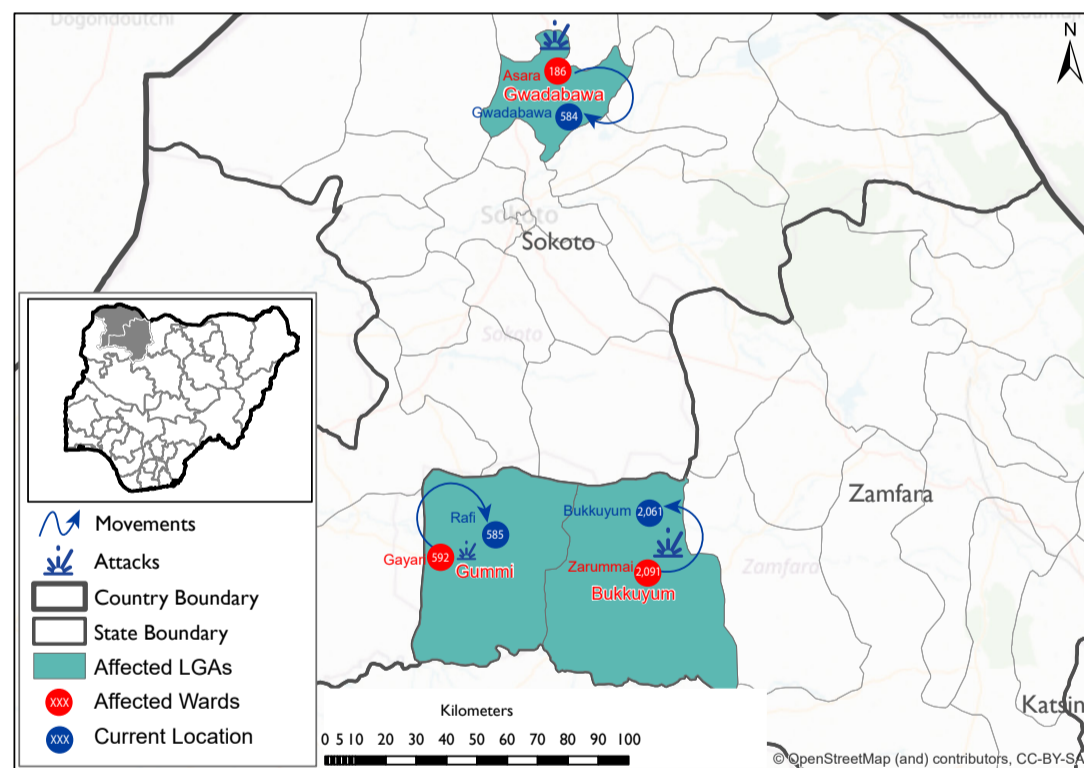 Dogondoutchi
N
Asara 186
Gwadabawa
Gwadabawa 584
Sokoto
Sokoto
Sokoto
Zamfara
Rafi
585
Gayari 592
Gummi
Bukkuyum 2,061
Zarummai 2,091
Bukkuyum
Zamfara
Katsin
Movements
Attacks
Country Boundary
State Boundary
Affected LGAs
XXX Affected Wards
XXX Current Location
Kilometers
0 5 10 20 30 40 50 60 70 80 90 100
© OpenStreetMap (and) contributors, CC-BY-SA